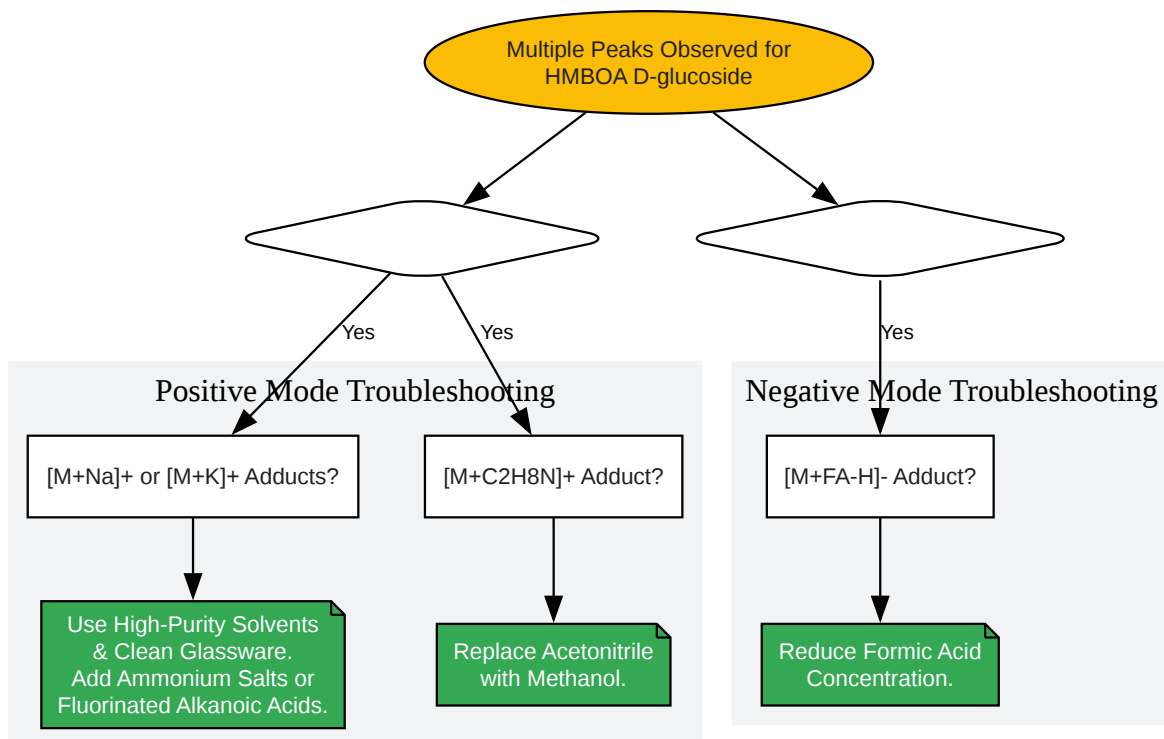 Multiple Peaks Observed for
HMBOA D-glucoside
Yes
Yes
Yes
Positive Mode Troubleshooting
Negative Mode Troubleshooting
[M+Na]+ or [M+K]+ Adducts?
[M+C2H8N]+ Adduct?
[M+FA-H]- Adduct?
Use High-Purity Solvents
& Clean Glassware.
Add Ammonium Salts or
Fluorinated Alkanoic Acids.
Replace Acetonitrile
with Methanol.
Reduce Formic Acid
Concentration.